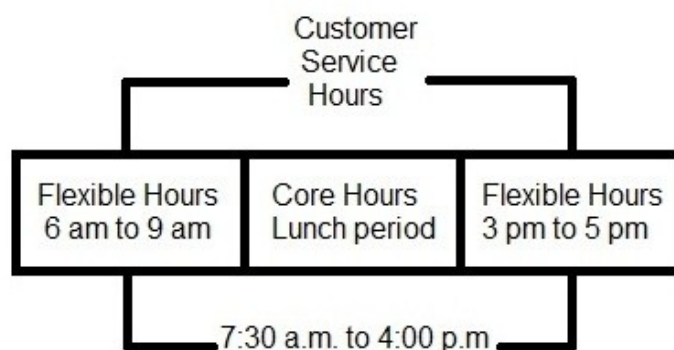 Customer
Service
Hours
Flexible Hours
6 am to 9 am
Core Hours
Lunch period
Flexible Hours
3 pm to 5 pm
7:30 a.m. to 4:00 p.m